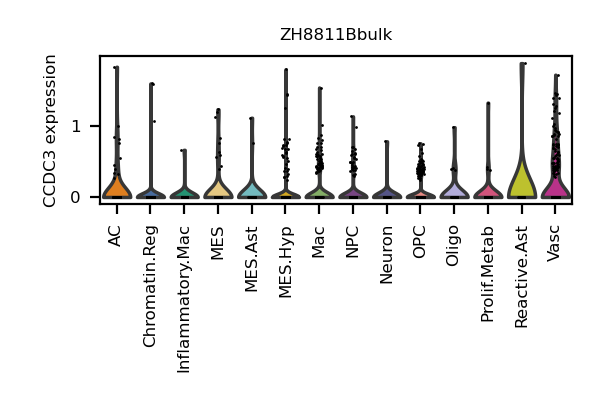 ZH8811Bbulk
CCDC3 expression
1
0
AC
Chromatin.Reg
Inflammatory.Mac
MES
MES.Ast
MES.Hyp
Mac
NPC
Neuron
OPC
Oligo
Prolif.Metab
Reactive.Ast
Vasc